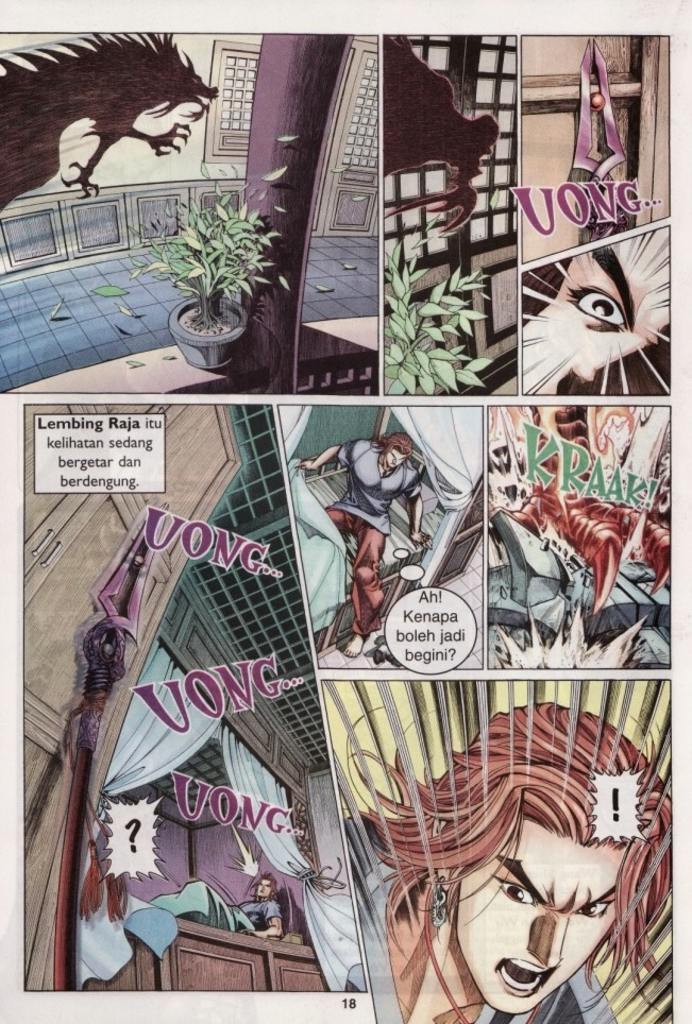 UONG...
Lembing Raja itu
kelihatan sedang
bergetar dan
berdengung.
UONG...
UONG...
UONG...
?
Ah!
Kenapa
boleh jadi
begini?
KRAAK!
!
18